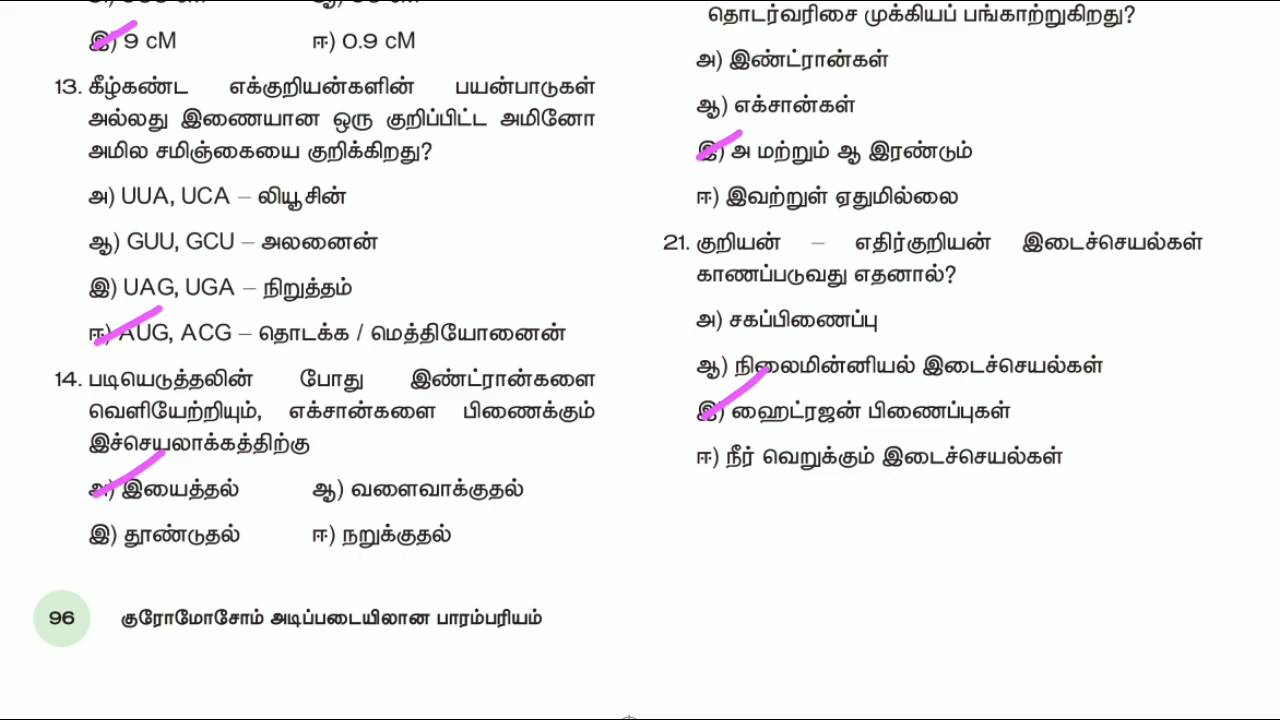 இ) 9 cM ஈ) 0.9 cM
13. கீழ்கண்ட எக்குறியன்களின் பயன்பாடுகள்
அல்லது இணையான ஒரு குறிப்பிட்ட அமினோ
அமில சமிஞ்கையை குறிக்கிறது?
அ) UUA, UCA – லியூசின்
ஆ) GUU, GCU – அலனைன்
இ) UAG, UGA – நிறுத்தம்
ஈ) AUG, ACG – தொடக்க / மெத்தியோனைன்
14. படியெடுத்தலின் போது இண்ட்ரான்களை
வெளியேற்றியும், எக்சான்களை பிணைக்கும்
இச்செயலாக்கத்திற்கு
அ) இயைத்தல் ஆ) வளைவாக்குதல்
இ) தூண்டுதல் ஈ) நறுக்குதல்
தொடர்வரிசை முக்கியப் பங்காற்றுகிறது?
அ) இண்ட்ரான்கள்
ஆ) எக்சான்கள்
இ) அ மற்றும் ஆ இரண்டும்
ஈ) இவற்றுள் ஏதுமில்லை
21. குறியன் – எதிர்குறியன் இடைச்செயல்கள்
காணப்படுவது எதனால்?
அ) சகப்பிணைப்பு
ஆ) நிலைமின்னியல் இடைச்செயல்கள்
இ) ஹைட்ரஜன் பிணைப்புகள்
ஈ) நீர் வெறுக்கும் இடைச்செயல்கள்
96 குரோமோசோம் அடிப்படையிலான பாரம்பரியம்